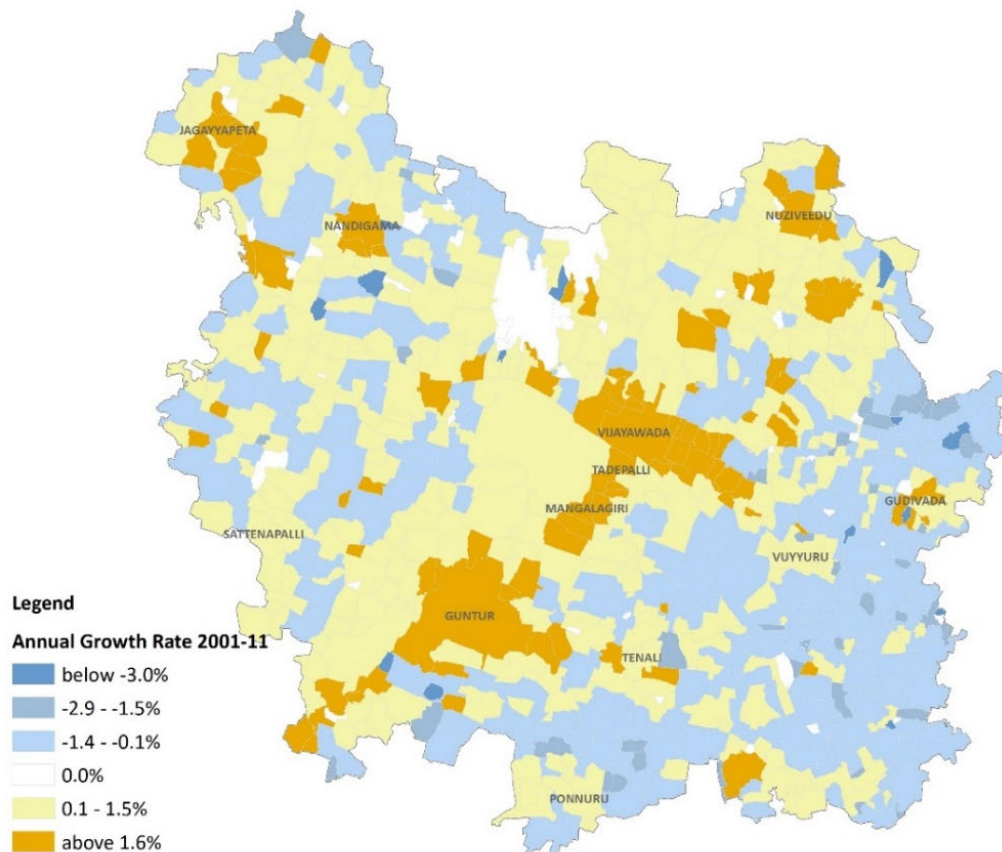 JAGAYYAPETA
NANDIGAMA
NUZIVEEDU
VIJAYAWADA
TADEPALLI
MANGALAGIRI
GUDIVADA
SATTENAPALLI
VUYYURU
GUNTUR
TENALI
PONNURU
Legend
Annual Growth Rate 2001-11
below -3.0%
-2.9 - -1.5%
-1.4 - -0.1%
0.0%
0.1 - 1.5%
above 1.6%